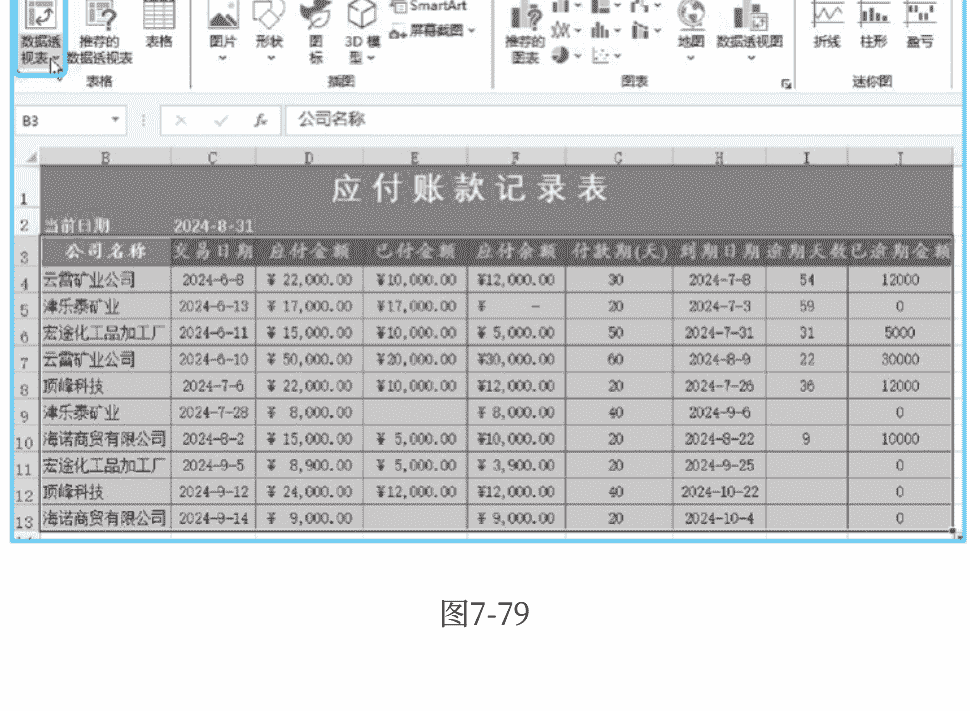 SmartArt
屏幕截图
数据透视表 推荐的数据透视表 表格 图片 形状 图标 3D 模型 推荐的图表 地图 数据透视图 折线 柱形 盈亏
表格 插图 图表 迷你图
B3 fx 公司名称
B C D E F G H I J
1 应付账款记录表
2 当前日期 2024-8-31
3 公司名称 交易日期 应付金额 已付金额 应付余额 付款期(天) 到期日期 逾期天数 已逾期金额
4 云雷矿业公司 2024-6-8 ¥ 22,000.00 ¥10,000.00 ¥12,000.00 30 2024-7-8 54 12000
5 津乐泰矿业 2024-6-13 ¥ 17,000.00 ¥17,000.00 ¥ - 20 2024-7-3 59 0
6 宏途化工品加工厂 2024-6-11 ¥ 15,000.00 ¥10,000.00 ¥ 5,000.00 50 2024-7-31 31 5000
7 云雷矿业公司 2024-6-10 ¥ 50,000.00 ¥20,000.00 ¥30,000.00 60 2024-8-9 22 30000
8 顶峰科技 2024-7-6 ¥ 22,000.00 ¥10,000.00 ¥12,000.00 20 2024-7-26 36 12000
9 津乐泰矿业 2024-7-28 ¥ 8,000.00 ¥ 8,000.00 40 2024-9-6 0
10 海诺商贸有限公司 2024-8-2 ¥ 15,000.00 ¥ 5,000.00 ¥10,000.00 20 2024-8-22 9 10000
11 宏途化工品加工厂 2024-9-5 ¥ 8,900.00 ¥ 5,000.00 ¥ 3,900.00 20 2024-9-25 0
12 顶峰科技 2024-9-12 ¥ 24,000.00 ¥12,000.00 ¥12,000.00 40 2024-10-22 0
13 海诺商贸有限公司 2024-9-14 ¥ 9,000.00 ¥ 9,000.00 20 2024-10-4 0
图7-79